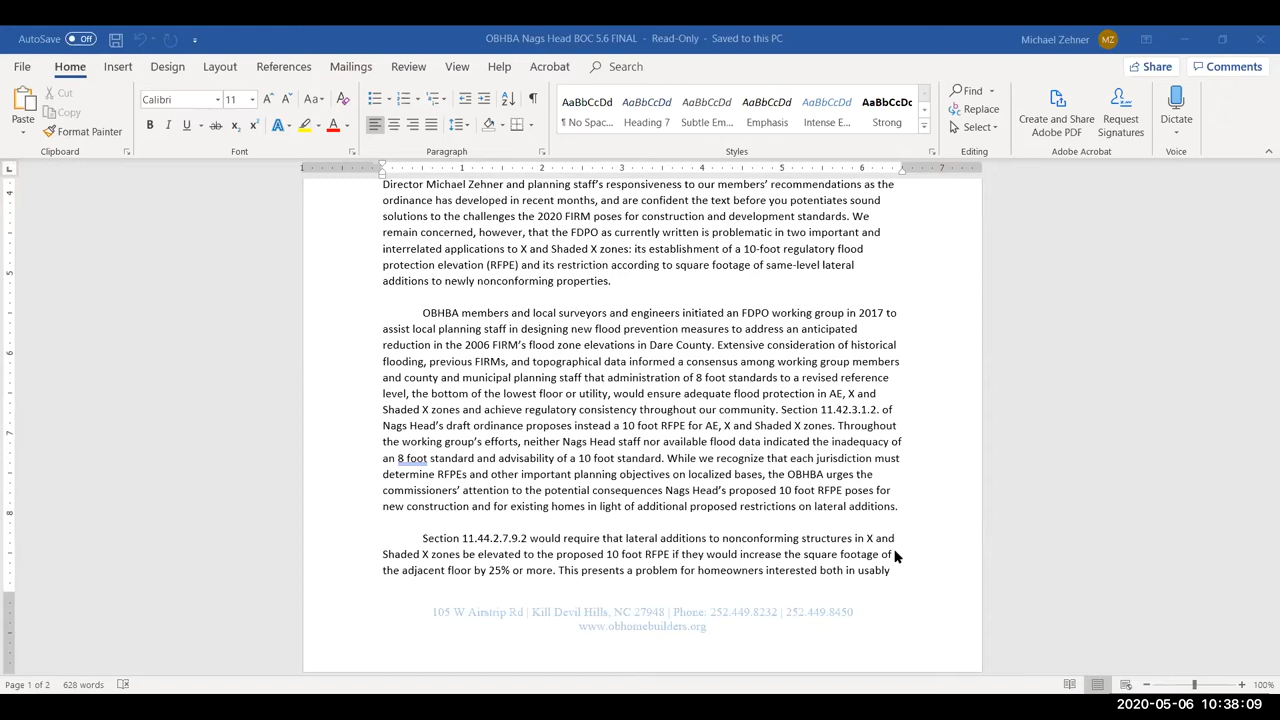 AutoSave Off OBHBA Nags Head BOC 5.6 FINAL - Read-Only - Saved to this PC Michael Zehner MZ
File Home Insert Design Layout References Mailings Review View Help Acrobat Search Share Comments
Paste Cut Copy Format Painter
Calibri 11
AaBbCcDd AaBbCcDd AaBbCcDd AaBbCcDd AaBbCcDd AaBbCcDc
¶ No Spac... Heading 7 Subtle Em... Emphasis Intense E... Strong
Find Replace Select
Create and Share Adobe PDF
Request Signatures
Dictate
Clipboard Font Paragraph Styles Editing Adobe Acrobat Voice
1 1 2 3 4 5 6 7
Director Michael Zehner and planning staff's responsiveness to our members' recommendations as the
ordinance has developed in recent months, and are confident the text before you potentiates sound
solutions to the challenges the 2020 FIRM poses for construction and development standards. We
remain concerned, however, that the FDPO as currently written is problematic in two important and
interrelated applications to X and Shaded X zones: its establishment of a 10-foot regulatory flood
protection elevation (RFPE) and its restriction according to square footage of same-level lateral
additions to newly nonconforming properties.
OBHBA members and local surveyors and engineers initiated an FDPO working group in 2017 to
assist local planning staff in designing new flood prevention measures to address an anticipated
reduction in the 2006 FIRM's flood zone elevations in Dare County. Extensive consideration of historical
flooding, previous FIRMs, and topographical data informed a consensus among working group members
and county and municipal planning staff that administration of 8 foot standards to a revised reference
level, the bottom of the lowest floor or utility, would ensure adequate flood protection in AE, X and
Shaded X zones and achieve regulatory consistency throughout our community. Section 11.42.3.1.2. of
Nags Head's draft ordinance proposes instead a 10 foot RFPE for AE, X and Shaded X zones. Throughout
the working group's efforts, neither Nags Head staff nor available flood data indicated the inadequacy of
an 8 foot standard and advisability of a 10 foot standard. While we recognize that each jurisdiction must
determine RFPEs and other important planning objectives on localized bases, the OBHBA urges the
commissioners' attention to the potential consequences Nags Head's proposed 10 foot RFPE poses for
new construction and for existing homes in light of additional proposed restrictions on lateral additions.
Section 11.44.2.7.9.2 would require that lateral additions to nonconforming structures in X and
Shaded X zones be elevated to the proposed 10 foot RFPE if they would increase the square footage of
the adjacent floor by 25% or more. This presents a problem for homeowners interested both in usably
105 W Airstrip Rd | Kill Devil Hills, NC 27948 | Phone: 252.449.8232 | 252.449.8450
www.obhomebuilders.org
Page 1 of 2 628 words 100%
2020-05-06 10:38:09